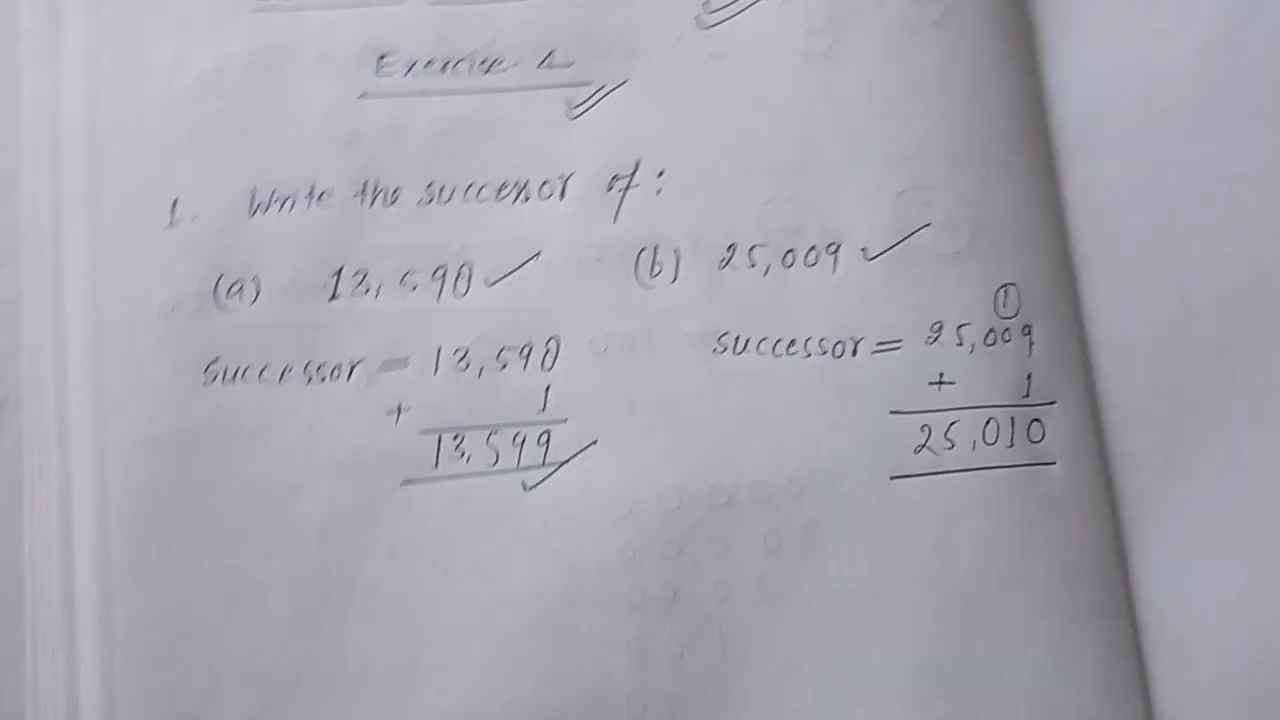 Exercise
1. Write the successor of :
(a) 13,598 (b) 25,009
successor = 13,598 successor = 25,009
+ 1 + 1
13,599 25,010